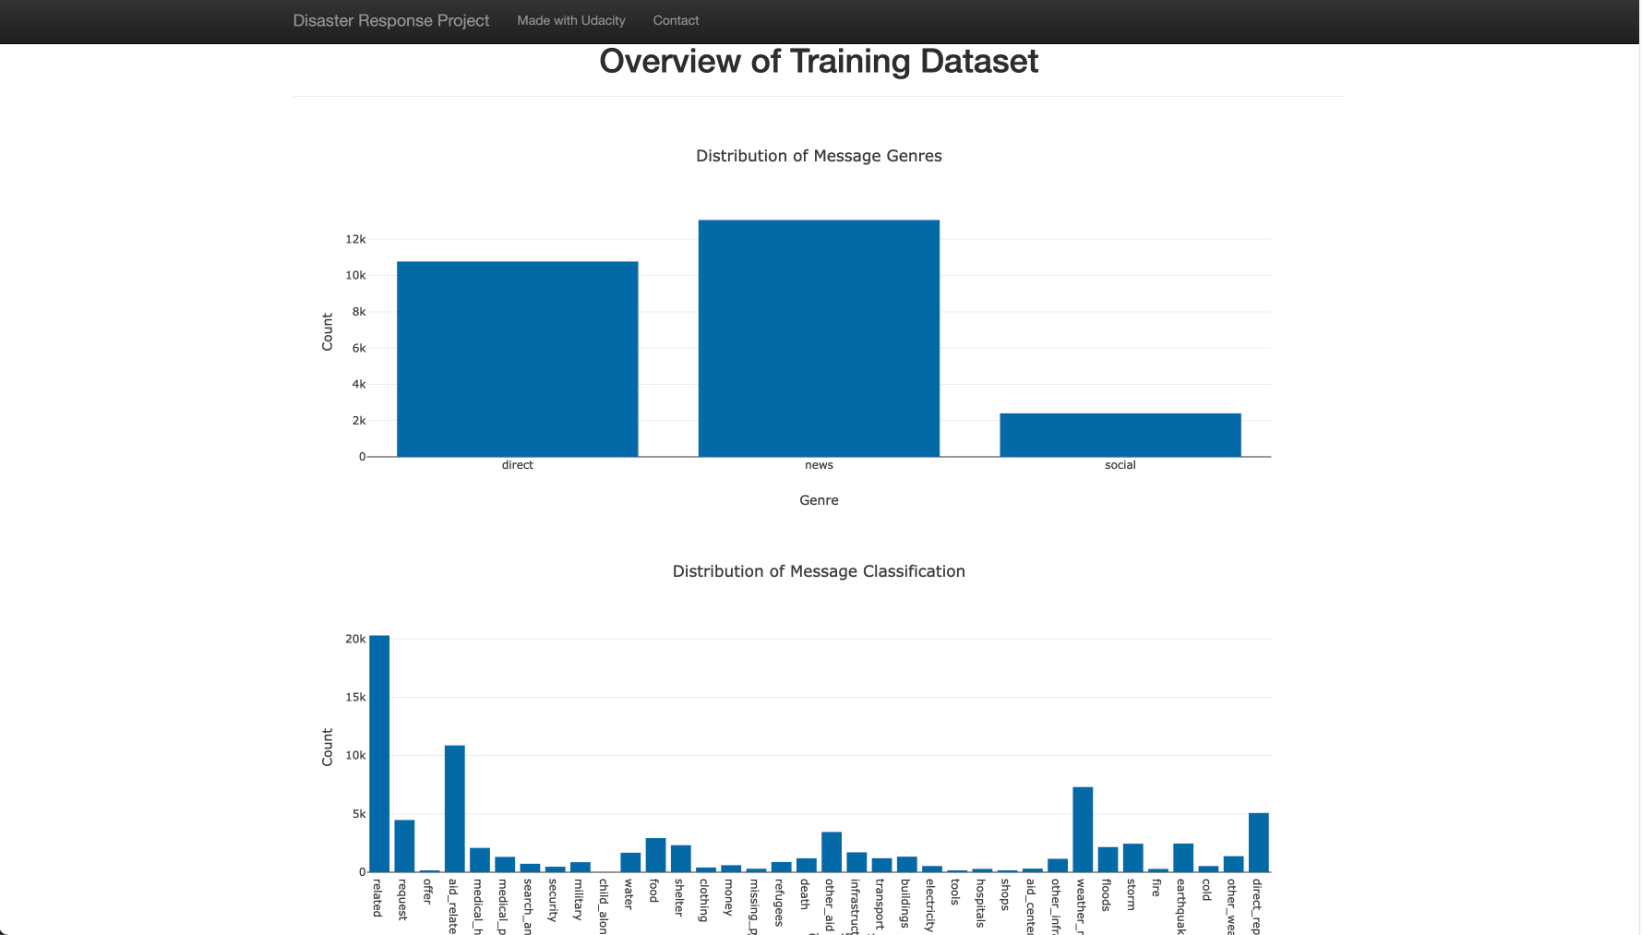 Disaster Response Project Made with Udacity Contact
Overview of Training Dataset
Distribution of Message Genres
12k
10k
8k
6k
4k
2k
0
Count
direct news social
Genre
Distribution of Message Classification
20k
15k
10k
5k
0
Count
related
request
offer
aid_relate
medical_h
medical_p
search_an
security
military
child_alon
water
food
shelter
clothing
money
missing_p
refugees
death
other_aid
infrastruct
transport
buildings
electricity
tools
hospitals
shops
aid_center
other_infr
weather_r
floods
storm
fire
earthquak
cold
other_wea
direct_rep